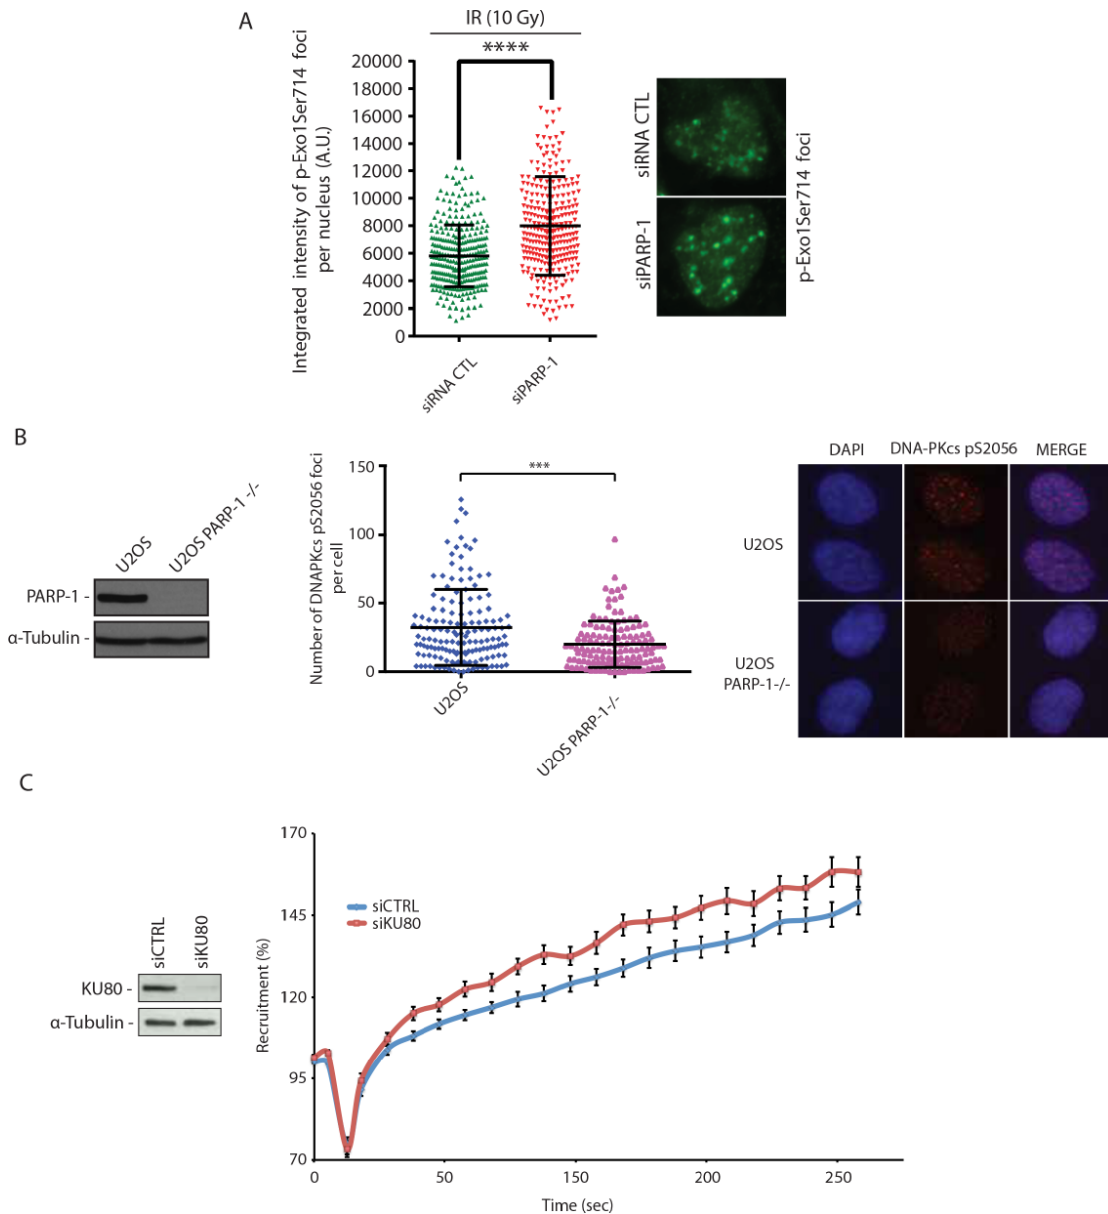 A
IR (10 Gy)
****
Integrated intensity of p-Exo1Ser714 foci
per nucleus (A.U.)
20000
18000
16000
14000
12000
10000
8000
6000
4000
2000
0
siRNA CTL
siPARP-1
siRNA CTL
siPARP-1
p-Exo1Ser714 foci
B
U2OS
U2OS PARP-1 -/-
PARP-1 -
α-Tubulin -
Number of DNAPKcs pS2056 foci
per cell
150
100
50
0
***
U2OS
U2OS PARP-1-/-
DAPI
DNA-PKcs pS2056
MERGE
U2OS
U2OS
PARP-1-/-
C
siCTRL
siKU80
KU80 -
α-Tubulin -
Recruitment (%)
170
145
120
95
70
siCTRL
siKU80
0
50
150
200
250
Time (sec)